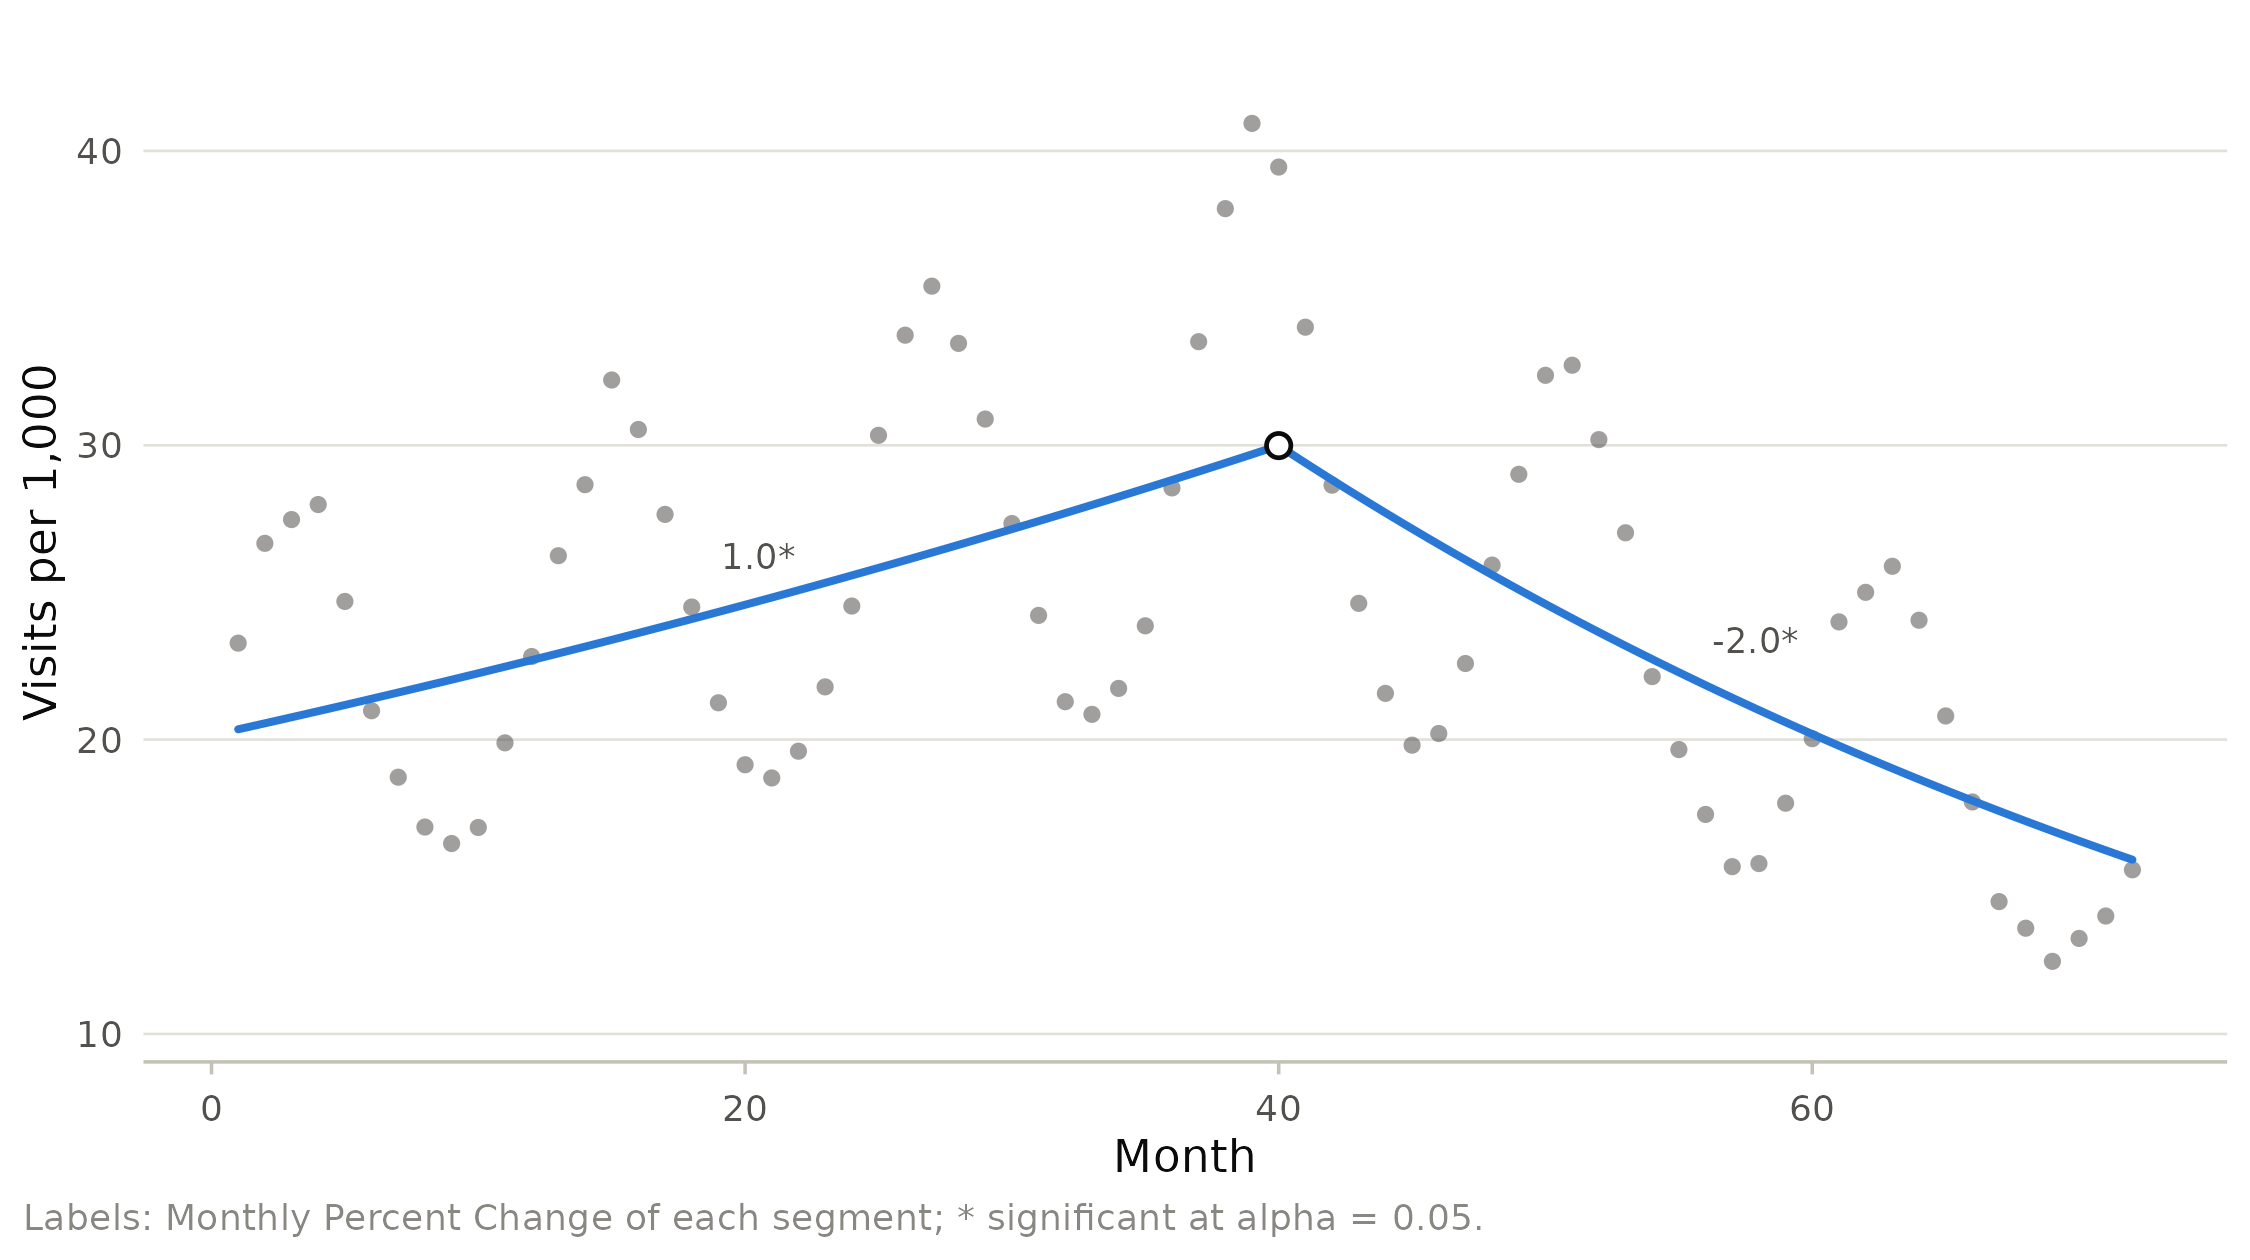 40
30
20
10
Visits per 1,000
1.0*
-2.0*
0 20 40 60
Month
Labels: Monthly Percent Change of each segment; * significant at alpha = 0.05.